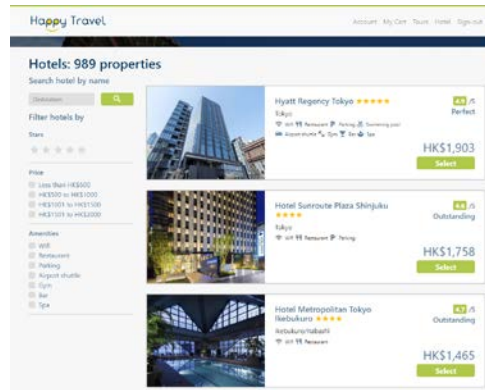 Happy Travel
Account My Cart Tours Hotel Sign out
Hotels: 989 properties
Search hotel by name
Destination
Filter hotels by
Stars
Price
Less than HK$500
HK$500 to HK$1000
HK$1001 to HK$1500
HK$1501 to HK$2000
Amenities
Wifi
Restaurant
Parking
Airport shuttle
Gym
Bar
Spa
Hyatt Regency Tokyo
Tokyo
Wifi Restaurant Parking Swimming pool
Airport shuttle Gym Bar Spa
/5
Perfect
HK$1,903
Select
Hotel Sunroute Plaza Shinjuku
Tokyo
Wifi Restaurant Parking
/5
Outstanding
HK$1,758
Select
Hotel Metropolitan Tokyo
Ikebukuro
Ikebukuro/Itabashi
Wifi Restaurant
/5
Outstanding
HK$1,465
Select